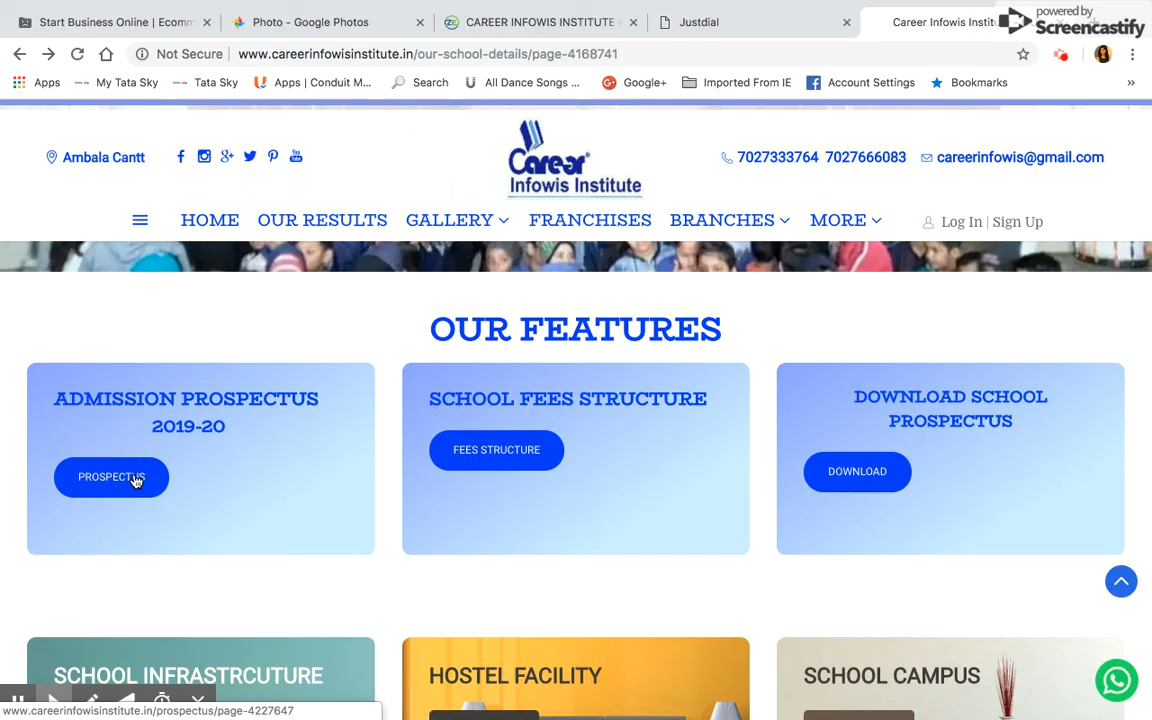 Start Business Online | Ecomm
Photo - Google Photos
CAREER INFOWIS INSTITUTE
Justdial
Career Infowis Instit
powered by
Screencastify
Not Secure
www.careerinfowisinstitute.in/our-school-details/page-4168741
Apps
My Tata Sky
Tata Sky
Apps | Conduit M...
Search
All Dance Songs ...
Google+
Imported From IE
Account Settings
Bookmarks
»
Ambala Cantt
Career
Infowis Institute
7027333764 7027666083
careerinfowis@gmail.com
HOME
OUR RESULTS
GALLERY
FRANCHISES
BRANCHES
MORE
Log In | Sign Up
OUR FEATURES
ADMISSION PROSPECTUS
2019-20
PROSPECTUS
SCHOOL FEES STRUCTURE
FEES STRUCTURE
DOWNLOAD SCHOOL
PROSPECTUS
DOWNLOAD
SCHOOL INFRASTRCUTURE
HOSTEL FACILITY
SCHOOL CAMPUS
www.careerinfowisinstitute.in/prospectus/page-4227647